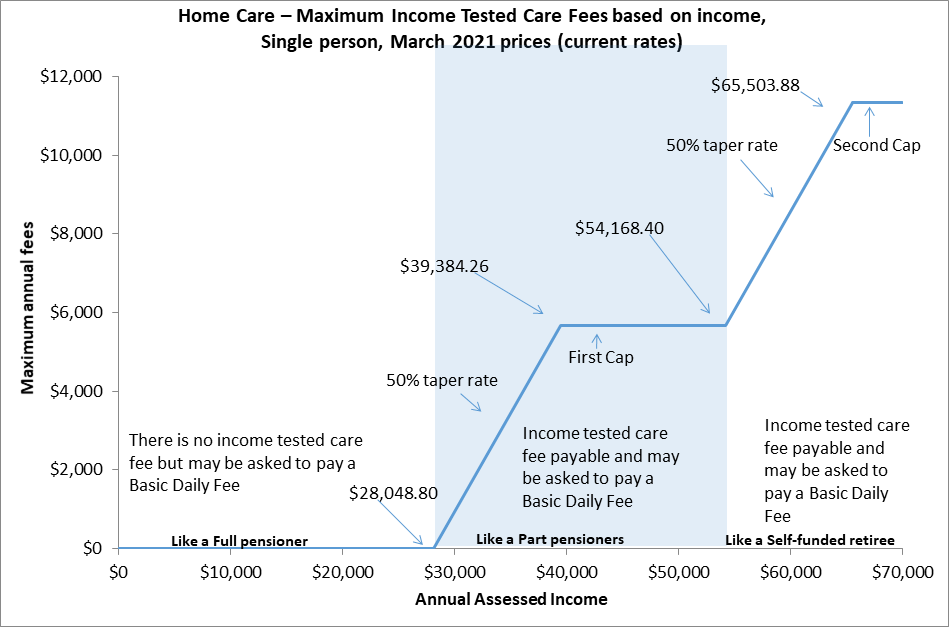 Home Care – Maximum Income Tested Care Fees based on income,
Single person, March 2021 prices (current rates)
Maximum annual fees
$12,000
$10,000
$8,000
$6,000
$4,000
$2,000
$0
$65,503.88
50% taper rate
Second Cap
$54,168.40
$39,384.26
First Cap
50% taper rate
There is no income tested care
fee but may be asked to pay a
Basic Daily Fee
$28,048.80
Income tested care
fee payable and may
be asked to pay a
Basic Daily Fee
Income tested care
fee payable and
may be asked to
pay a Basic Daily
Fee
Like a Full pensioner
Like a Part pensioners
Like a Self-funded retiree
$0
$10,000
$20,000
$30,000
$40,000
$50,000
$60,000
$70,000
Annual Assessed Income